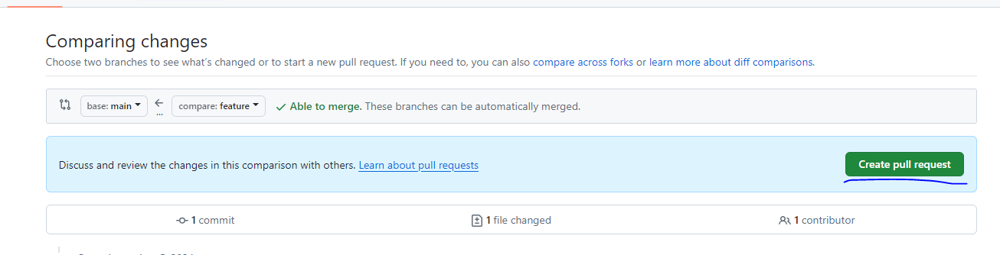 Comparing changes
Choose two branches to see what's changed or to start a new pull request. If you need to, you can also compare across forks or learn more about diff comparisons.
base: main ... compare: feature Able to merge. These branches can be automatically merged.
Discuss and review the changes in this comparison with others. Learn about pull requests Create pull request
1 commit 1 file changed 1 contributor